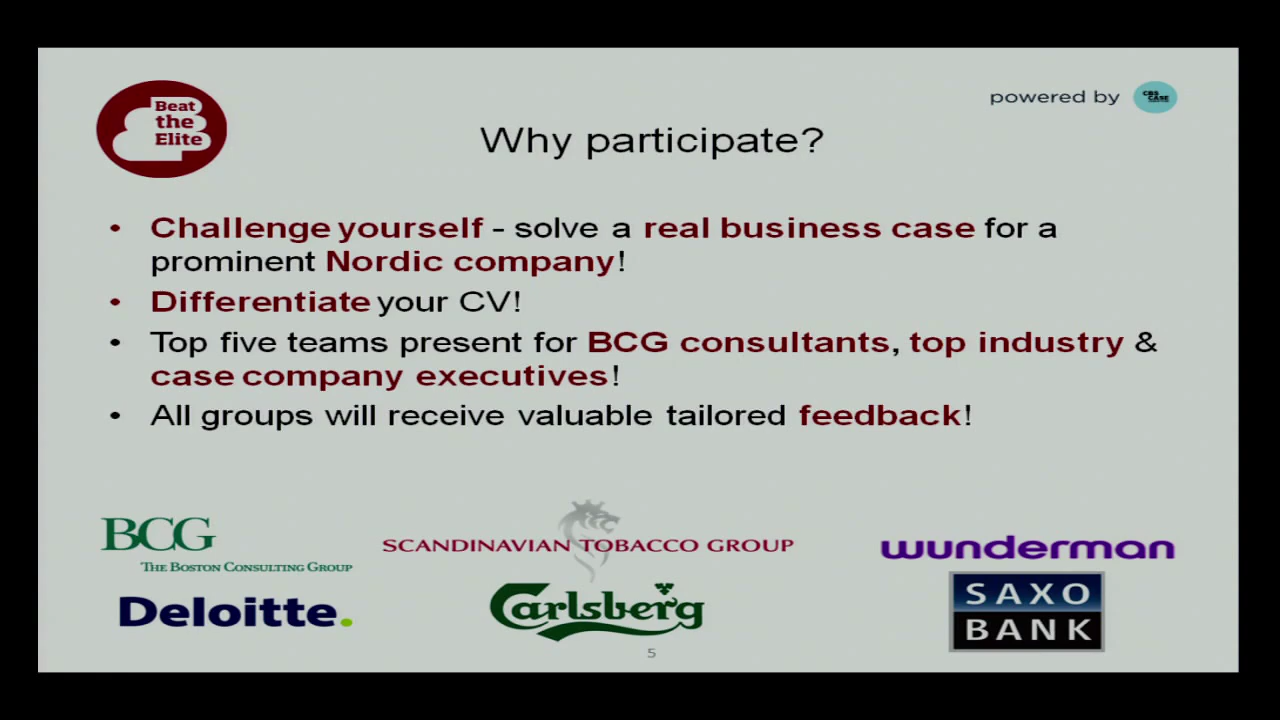 Beat
the
Elite
powered by
CBS
CASE
Why participate?
• Challenge yourself - solve a real business case for a
prominent Nordic company!
• Differentiate your CV!
• Top five teams present for BCG consultants, top industry &
case company executives!
• All groups will receive valuable tailored feedback!
BCG
THE BOSTON CONSULTING GROUP
SCANDINAVIAN TOBACCO GROUP
wunderman
Deloitte.
Carlsberg
SAXO
BANK
5